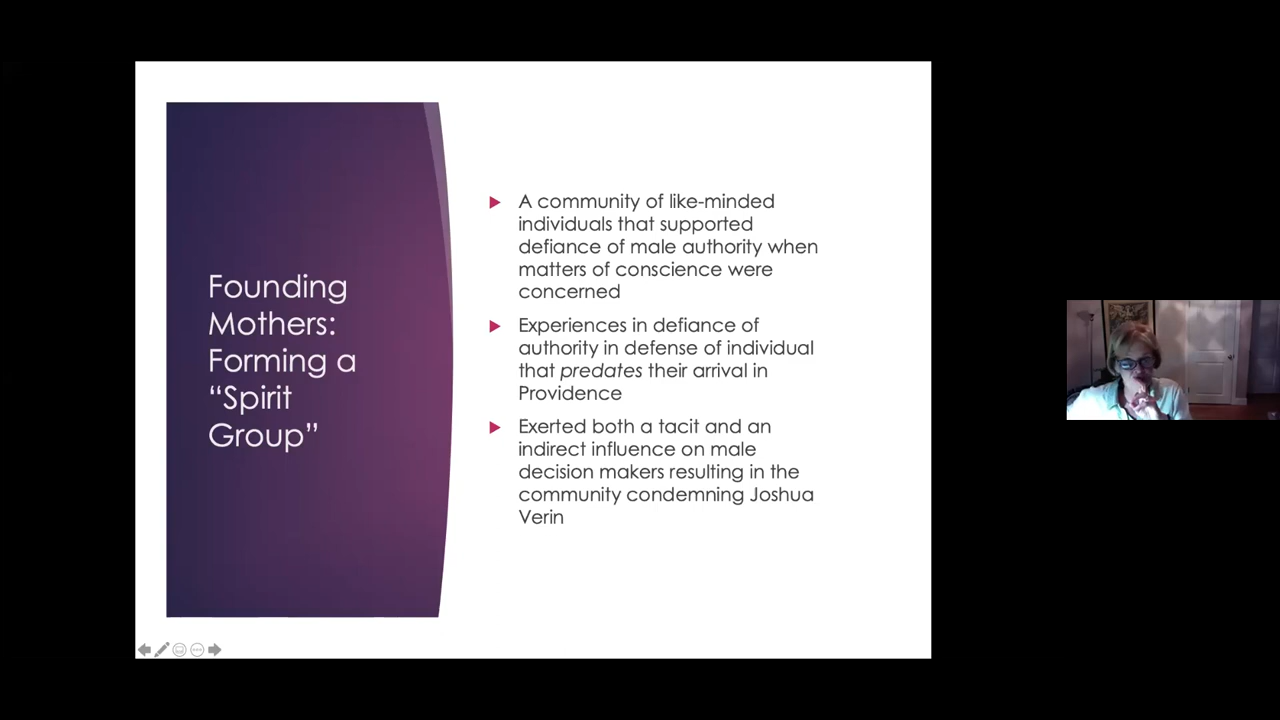 Founding
Mothers:
Forming a
“Spirit
Group”
A community of like-minded
individuals that supported
defiance of male authority when
matters of conscience were
concerned
Experiences in defiance of
authority in defense of individual
that predates their arrival in
Providence
Exerted both a tacit and an
indirect influence on male
decision makers resulting in the
community condemning Joshua
Verin